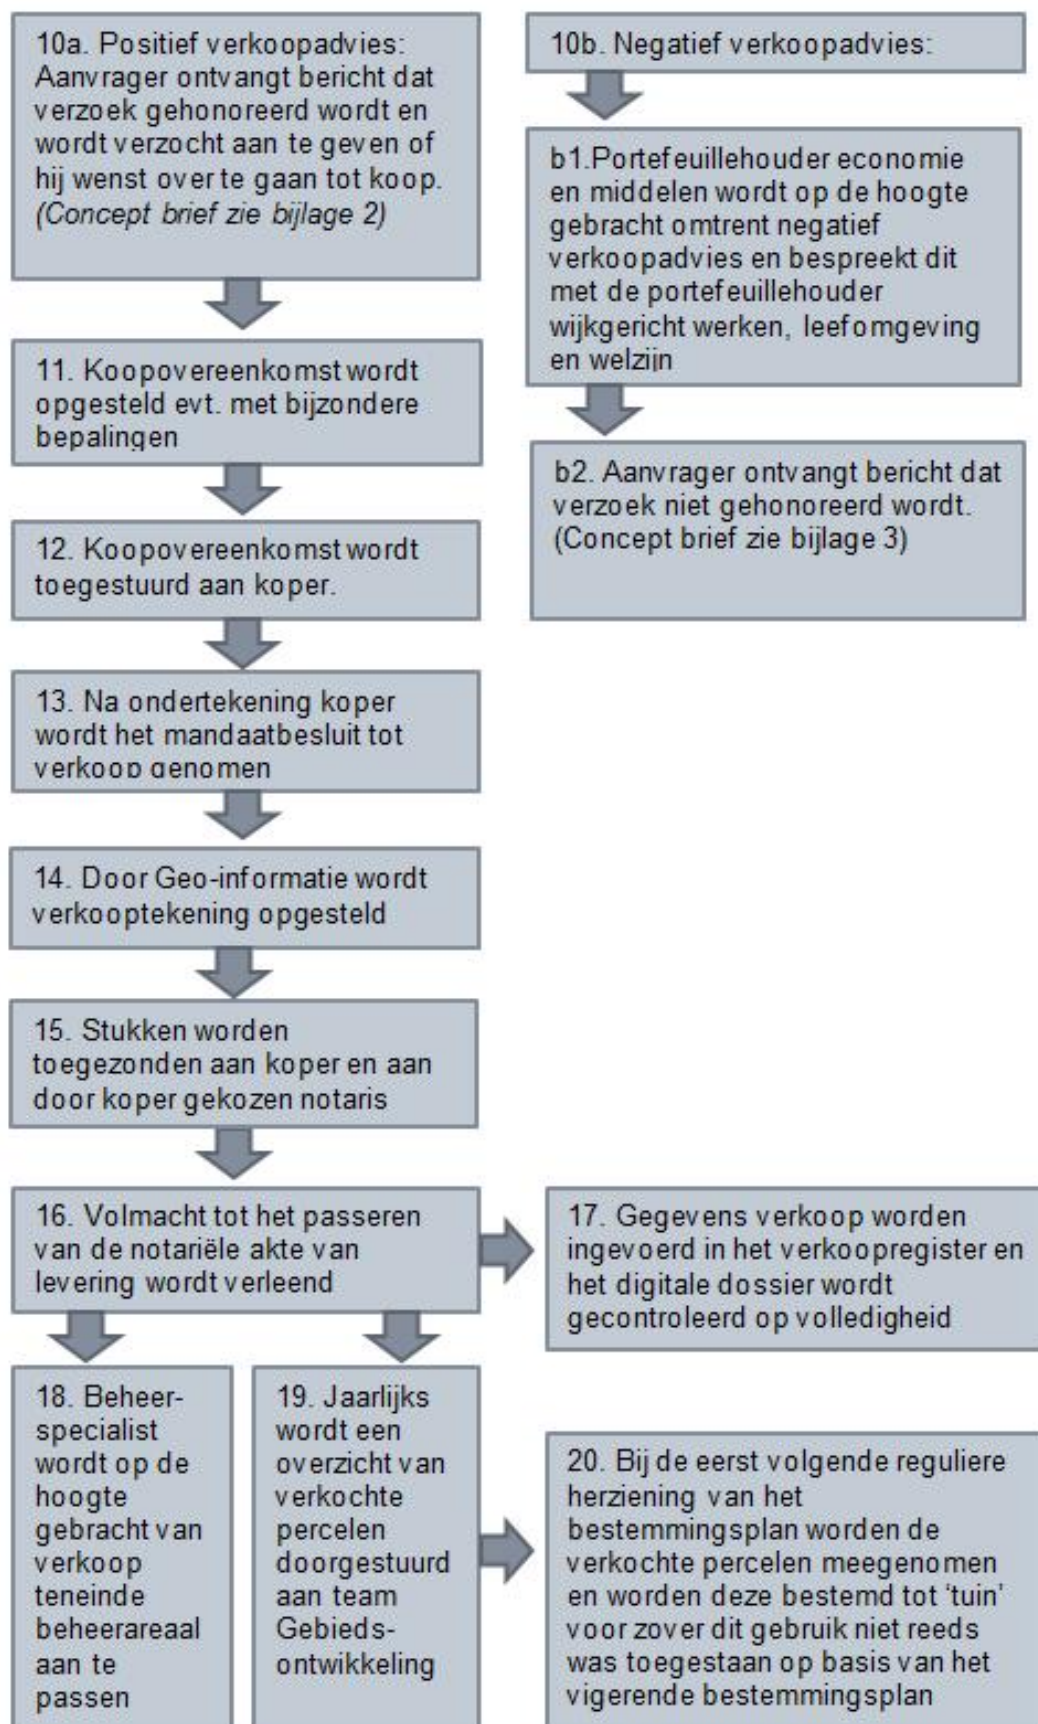 10a. Positief verkoopadvies:
Aanvrager ontvangt bericht dat
verzoek gehonoreerd wordt en
wordt verzocht aan te geven of
hij wenst over te gaan tot koop.
(Concept brief zie bijlage 2)
10b. Negatief verkoopadvies:
b1.Portefeuillehouder economie
en middelen wordt op de hoogte
gebracht omtrent negatief
verkoopadvies en bespreekt dit
met de portefeuillehouder
wijkgericht werken, leefomgeving
en welzijn
b2. Aanvrager ontvangt bericht dat
verzoek niet gehonoreerd wordt.
(Concept brief zie bijlage 3)
11. Koopovereenkomst wordt
opgesteld evt. met bijzondere
bepalingen
12. Koopovereenkomst wordt
toegestuurd aan koper.
13. Na ondertekening koper
wordt het mandaatbesluit tot
verkoop genomen
14. Door Geo-informatie wordt
verkooptekening opgesteld
15. Stukken worden
toegezonden aan koper en aan
door koper gekozen notaris
16. Volmacht tot het passeren
van de notariële akte van
levering wordt verleend
17. Gegevens verkoop worden
ingevoerd in het verkoopregister en
het digitale dossier wordt
gecontroleerd op volledigheid
18. Beheer-
specialist
wordt op de
hoogte
gebracht van
verkoop
teneinde
beheerareaal
aan te
passen
19. Jaarlijks
wordt een
overzicht van
verkochte
percelen
doorgestuurd
aan team
Gebieds-
ontwikkeling
20. Bij de eerst volgende reguliere
herziening van het
bestemmingsplan worden de
verkochte percelen meegenomen
en worden deze bestemd tot ‘tuin’
voor zover dit gebruik niet reeds
was toegestaan op basis van het
vigerende bestemmingsplan